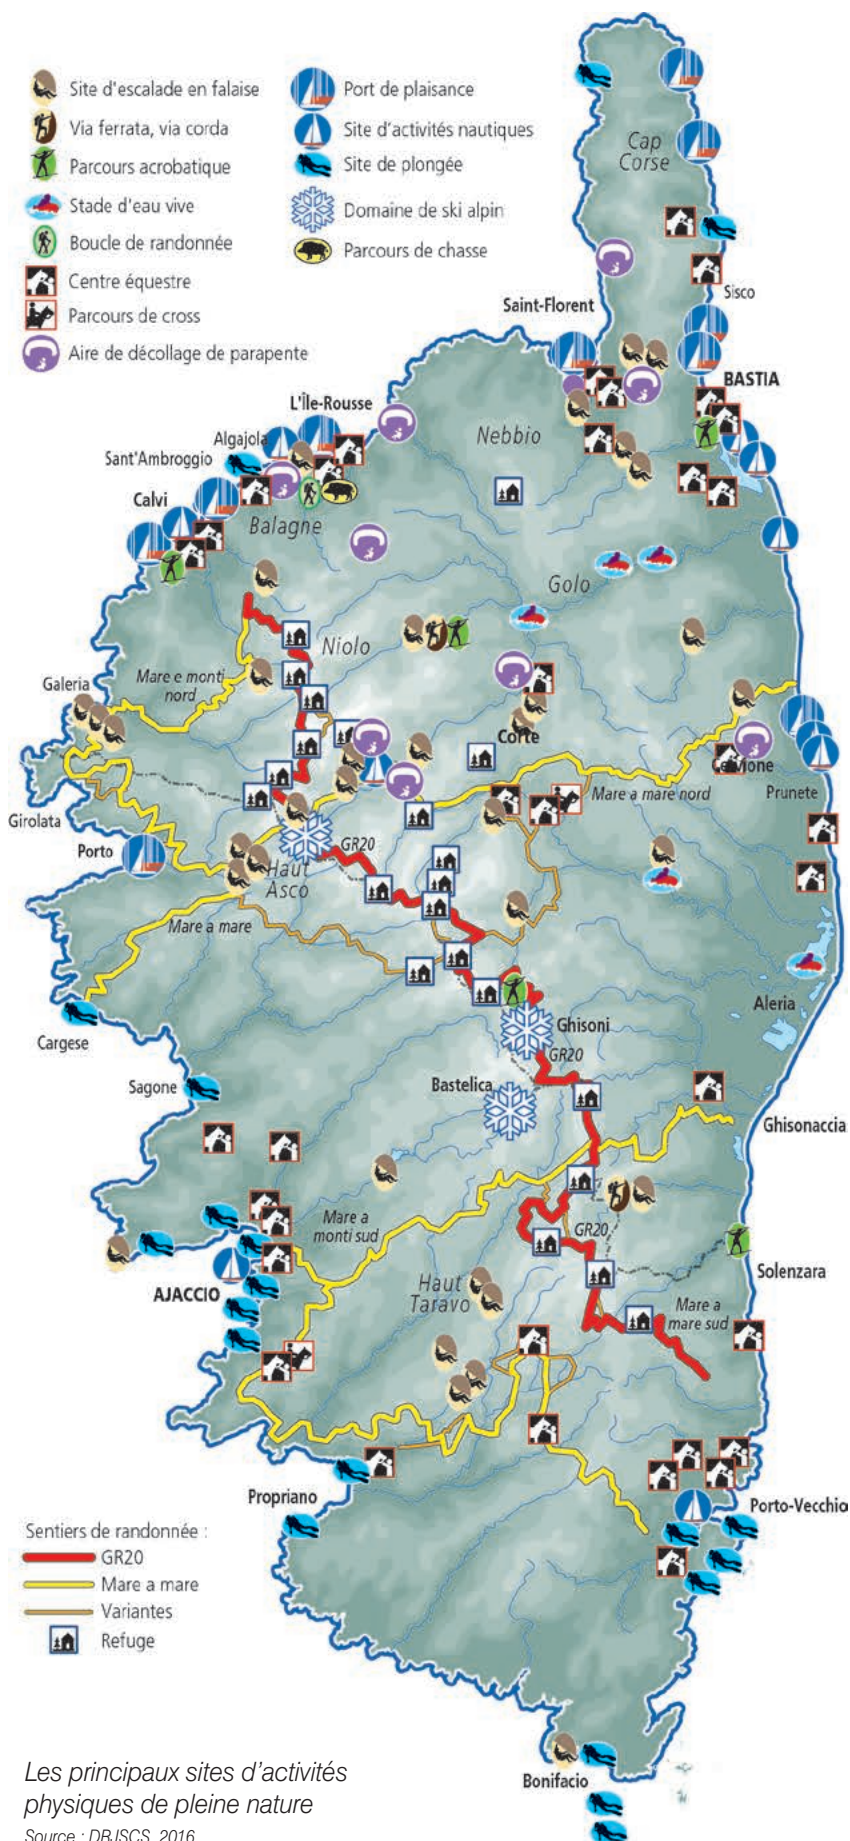 Site d'escalade en falaise
Via ferrata, via corda
Parcours acrobatique
Stade d'eau vive
Boucle de randonnée
Centre équestre
Parcours de cross
Aire de décollage de parapente
Port de plaisance
Site d'activités nautiques
Site de plongée
Domaine de ski alpin
Parcours de chasse
Cap
Corse
Sisco
Saint-Florent
BASTIA
L'Île-Rousse
Algajola
Sant'Ambroggio
Nebbio
Calvi
Balagne
Golo
Niolo
Mare e monti
nord
Galeria
Corte
Cervione
Mare a mare nord
Prunete
Girolata
Porto
GR20
Haut
Asco
Mare a mare
Aleria
Cargese
Ghisoni
GR20
Bastelica
Sagone
Ghisonaccia
Mare a
monti sud
GR20
Solenzara
AJACCIO
Haut
Taravo
Mare a
mare sud
Propriano
Porto-Vecchio
Sentiers de randonnée :
GR20
Mare a mare
Variantes
Refuge
Bonifacio
Les principaux sites d'activités
physiques de pleine nature
Source : DRJSCS, 2016